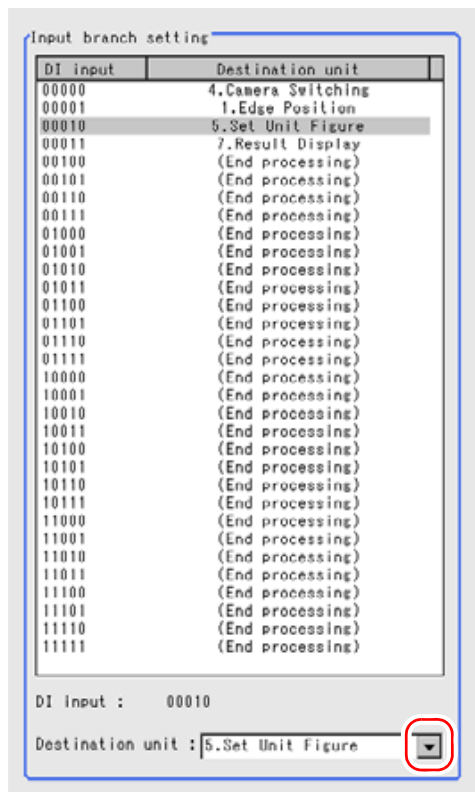 Input branch setting
DI input Destination unit
00000 4.Camera Switching
00001 1.Edge Position
00010 5.Set Unit Figure
00011 7.Result Display
00100 (End processing)
00101 (End processing)
00110 (End processing)
00111 (End processing)
01000 (End processing)
01001 (End processing)
01010 (End processing)
01011 (End processing)
01100 (End processing)
01101 (End processing)
01110 (End processing)
01111 (End processing)
10000 (End processing)
10001 (End processing)
10010 (End processing)
10011 (End processing)
10100 (End processing)
10101 (End processing)
10110 (End processing)
10111 (End processing)
11000 (End processing)
11001 (End processing)
11010 (End processing)
11011 (End processing)
11100 (End processing)
11101 (End processing)
11110 (End processing)
11111 (End processing)
DI input : 00010
Destination unit : 5.Set Unit Figure